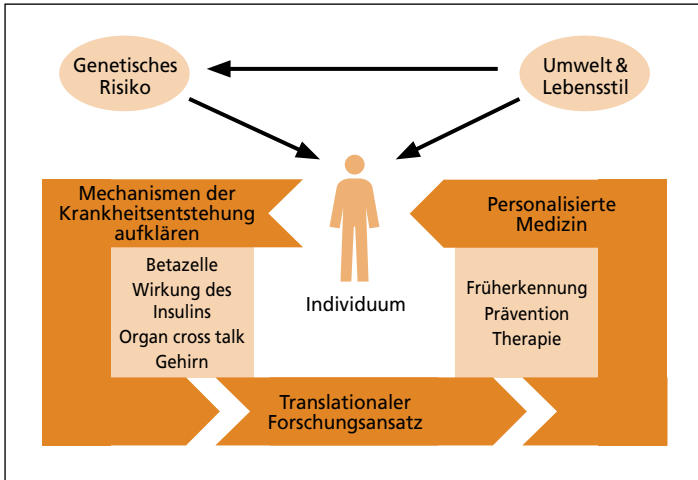 Genetisches
Risiko
Umwelt &
Lebensstil
Mechanismen der
Krankheitsentstehung
aufklären
Personalisierte
Medizin
Betazelle
Wirkung des
Insulins
Organ cross talk
Gehirn
Individuum
Früherkennung
Prävention
Therapie
Translationaler
Forschungsansatz